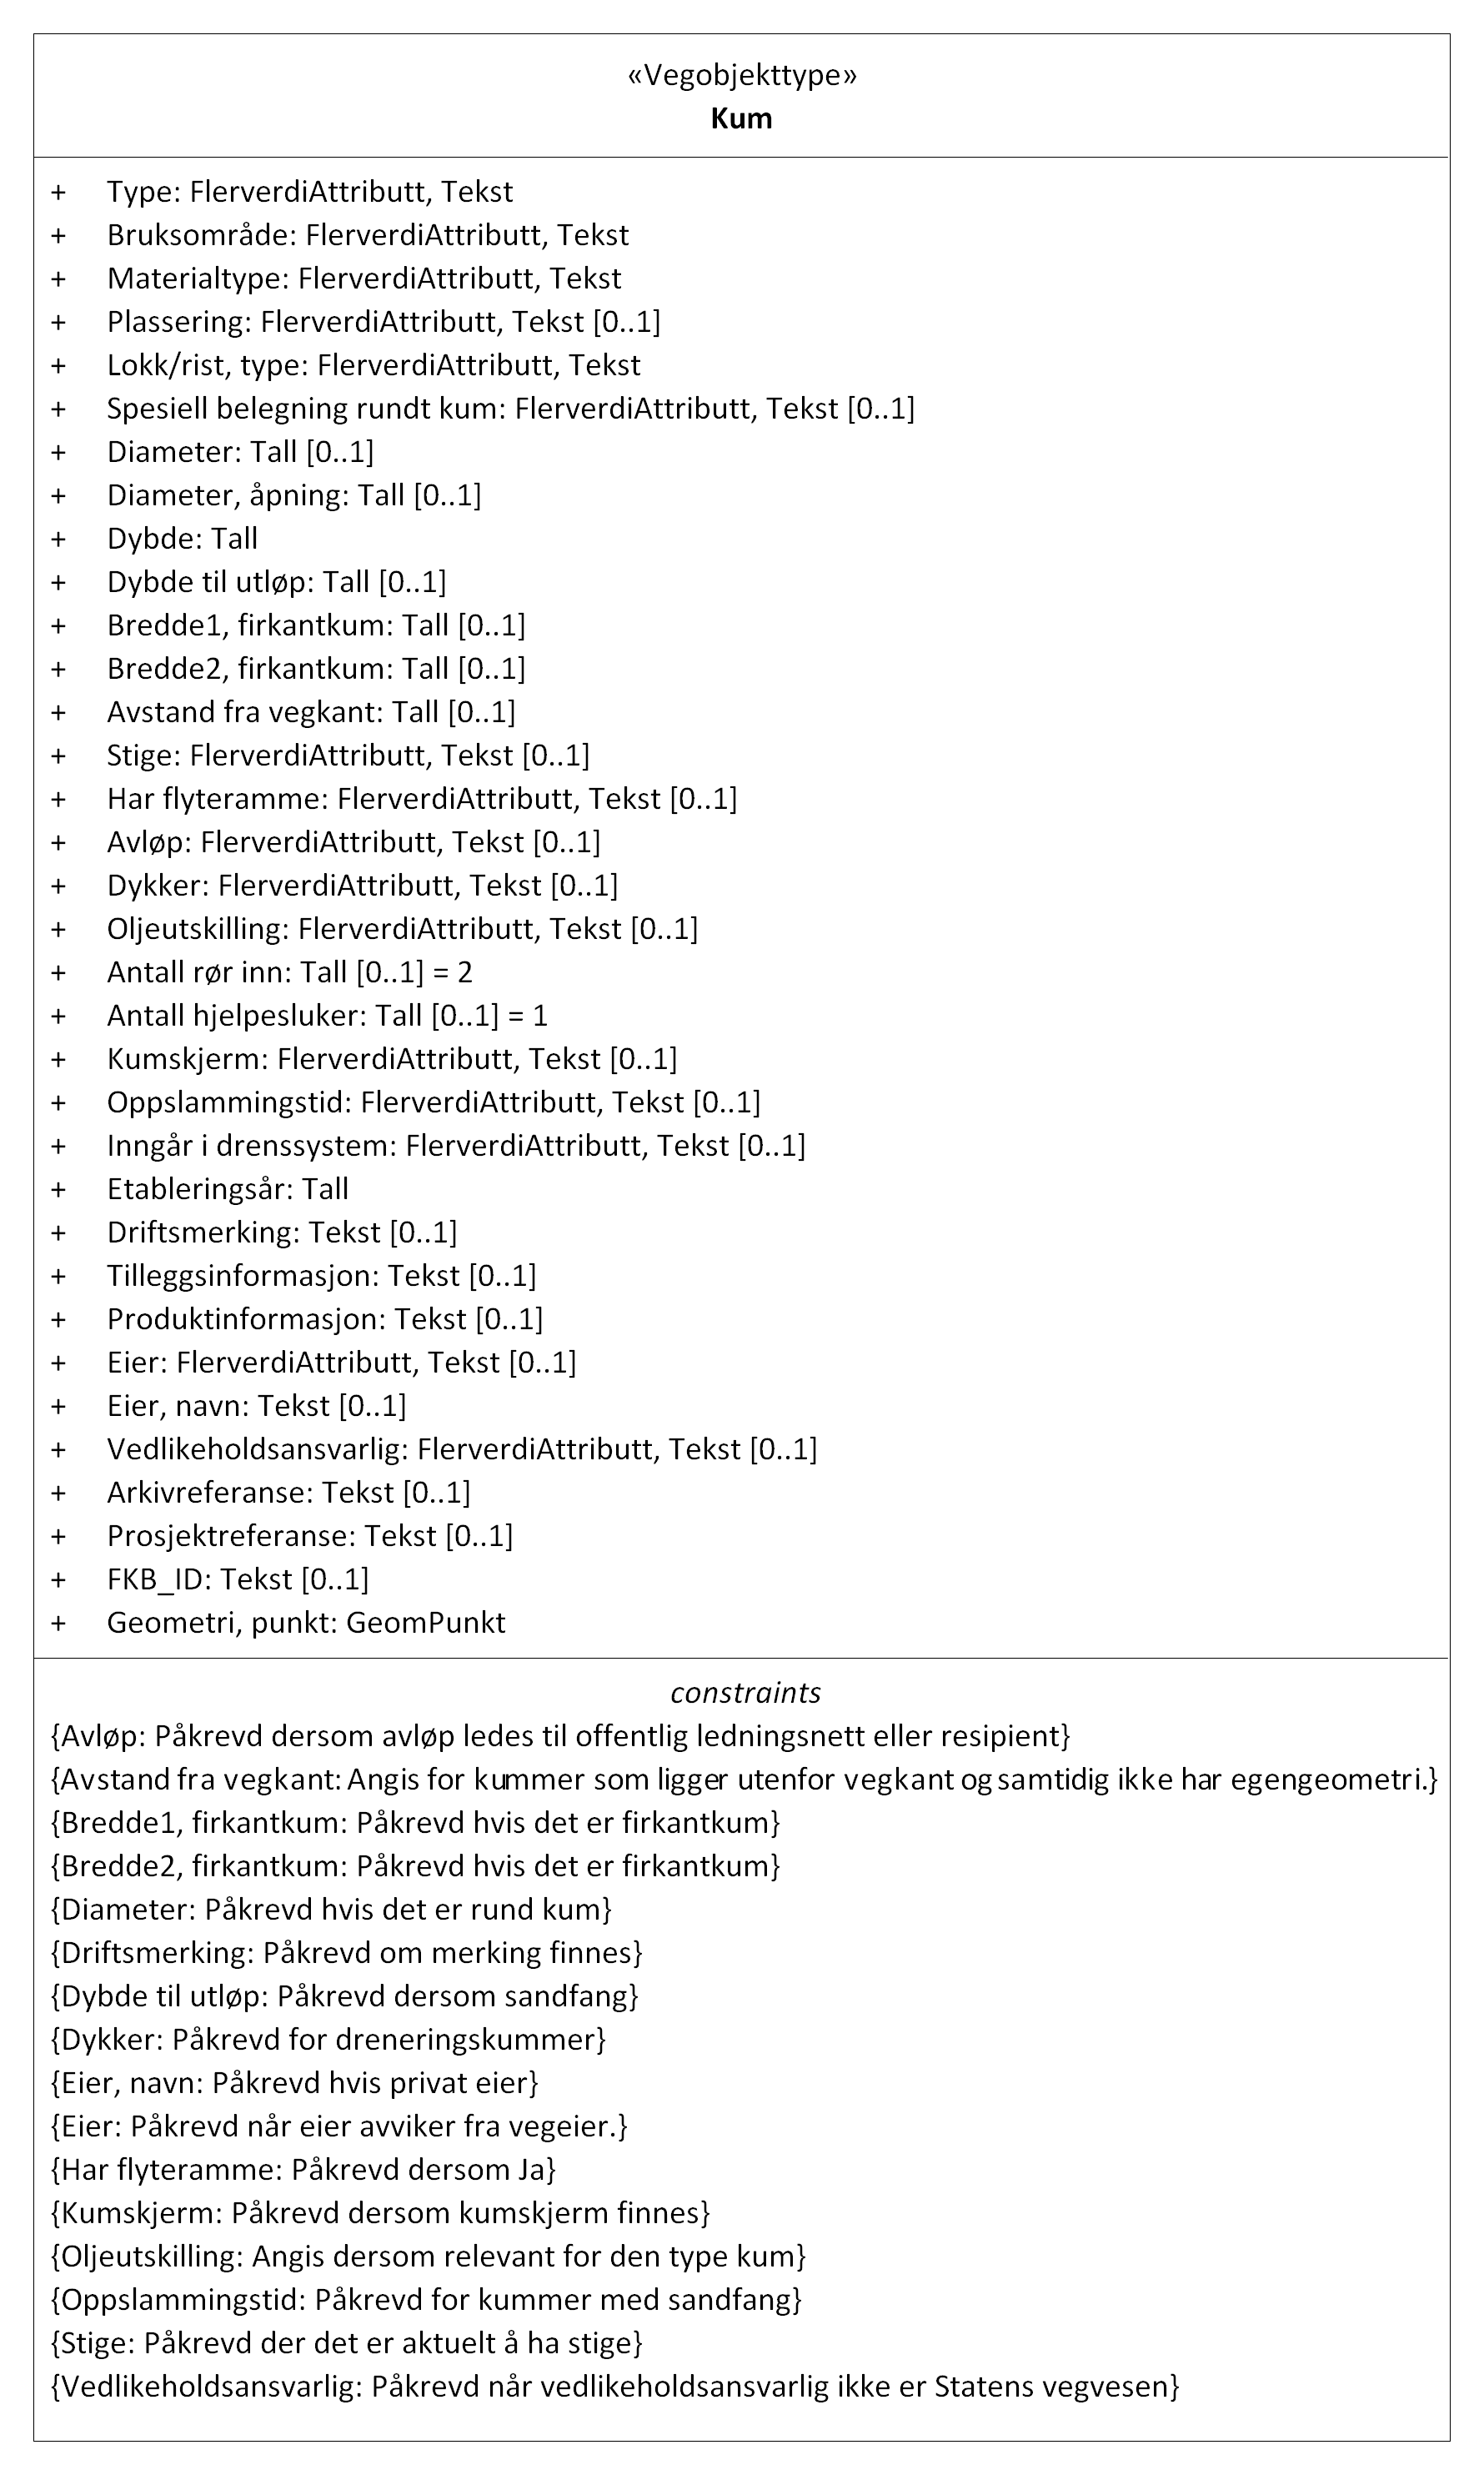 «Vegobjekttype»
Kum
+ Type: FlerverdiAttributt, Tekst
+ Bruksområde: FlerverdiAttributt, Tekst
+ Materialtype: FlerverdiAttributt, Tekst
+ Plassering: FlerverdiAttributt, Tekst [0..1]
+ Lokk/rist, type: FlerverdiAttributt, Tekst
+ Spesiell belegning rundt kum: FlerverdiAttributt, Tekst [0..1]
+ Diameter: Tall [0..1]
+ Diameter, åpning: Tall [0..1]
+ Dybde: Tall
+ Dybde til utløp: Tall [0..1]
+ Bredde1, firkantkum: Tall [0..1]
+ Bredde2, firkantkum: Tall [0..1]
+ Avstand fra vegkant: Tall [0..1]
+ Stige: FlerverdiAttributt, Tekst [0..1]
+ Har flyteramme: FlerverdiAttributt, Tekst [0..1]
+ Avløp: FlerverdiAttributt, Tekst [0..1]
+ Dykker: FlerverdiAttributt, Tekst [0..1]
+ Oljeutskilling: FlerverdiAttributt, Tekst [0..1]
+ Antall rør inn: Tall [0..1] = 2
+ Antall hjelpesluker: Tall [0..1] = 1
+ Kumskjerm: FlerverdiAttributt, Tekst [0..1]
+ Oppslammingstid: FlerverdiAttributt, Tekst [0..1]
+ Inngår i drenssystem: FlerverdiAttributt, Tekst [0..1]
+ Etableringsår: Tall
+ Driftsmerking: Tekst [0..1]
+ Tilleggsinformasjon: Tekst [0..1]
+ Produktinformasjon: Tekst [0..1]
+ Eier: FlerverdiAttributt, Tekst [0..1]
+ Eier, navn: Tekst [0..1]
+ Vedlikeholdsansvarlig: FlerverdiAttributt, Tekst [0..1]
+ Arkivreferanse: Tekst [0..1]
+ Prosjektreferanse: Tekst [0..1]
+ FKB_ID: Tekst [0..1]
+ Geometri, punkt: GeomPunkt
constraints
{Avløp: Påkrevd dersom avløp ledes til offentlig ledningsnett eller resipient}
{Avstand fra vegkant: Angis for kummer som ligger utenfor vegkant og samtidig ikke har egengeometri.}
{Bredde1, firkantkum: Påkrevd hvis det er firkantkum}
{Bredde2, firkantkum: Påkrevd hvis det er firkantkum}
{Diameter: Påkrevd hvis det er rund kum}
{Driftsmerking: Påkrevd om merking finnes}
{Dybde til utløp: Påkrevd dersom sandfang}
{Dykker: Påkrevd for dreneringskummer}
{Eier, navn: Påkrevd hvis privat eier}
{Eier: Påkrevd når eier avviker fra vegeier.}
{Har flyteramme: Påkrevd dersom Ja}
{Kumskjerm: Påkrevd dersom kumskjerm finnes}
{Oljeutskilling: Angis dersom relevant for den type kum}
{Oppslammingstid: Påkrevd for kummer med sandfang}
{Stige: Påkrevd der det er aktuelt å ha stige}
{Vedlikeholdsansvarlig: Påkrevd når vedlikeholdsansvarlig ikke er Statens vegvesen}